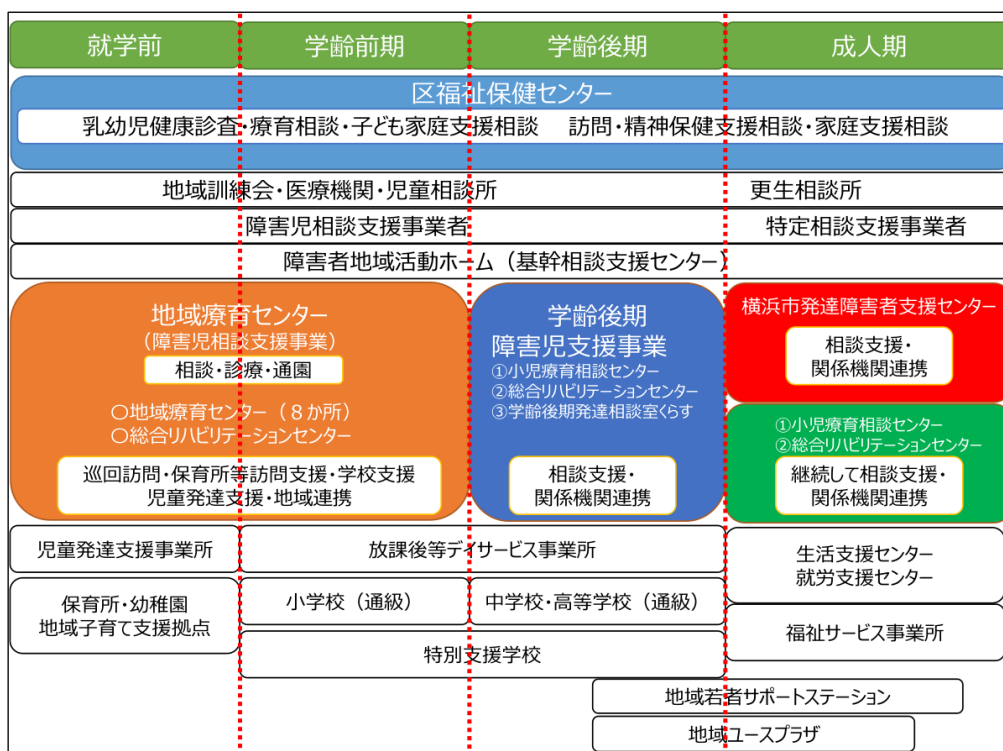 就学前
学齢前期
学齢後期
成人期
区福祉保健センター
乳幼児健康診査・療育相談・子ども家庭支援相談　訪問・精神保健支援相談・家庭支援相談
地域訓練会・医療機関・児童相談所
更生相談所
障害児相談支援事業者
特定相談支援事業者
障害者地域活動ホーム（基幹相談支援センター）
地域療育センター
（障害児相談支援事業）
相談・診療・通園
〇地域療育センター（８か所）
〇総合リハビリテーションセンター
巡回訪問・保育所等訪問支援・学校支援
児童発達支援・地域連携
学齢後期
障害児支援事業
①小児療育相談センター
②総合リハビリテーションセンター
③学齢後期発達相談室くらす
相談支援・
関係機関連携
横浜市発達障害者支援センター
相談支援・
関係機関連携
①小児療育相談センター
②総合リハビリテーションセンター
継続して相談支援・
関係機関連携
児童発達支援事業所
放課後等デイサービス事業所
生活支援センター
就労支援センター
保育所・幼稚園
地域子育て支援拠点
小学校（通級）
中学校・高等学校（通級）
特別支援学校
福祉サービス事業所
地域若者サポートステーション
地域ユースプラザ